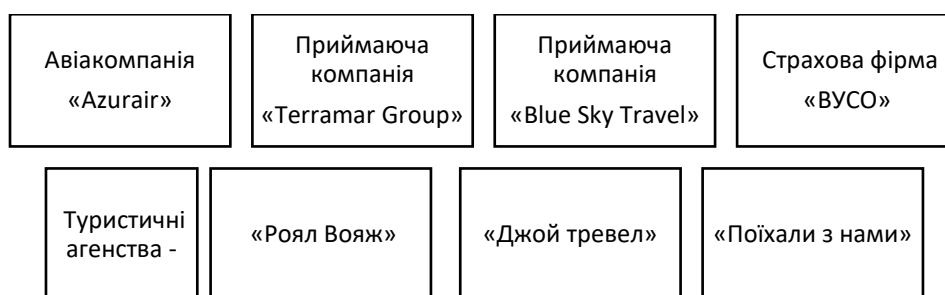 Авіакомпанія
«Azurair»
Приймаюча
компанія
«Terramar Group»
Приймаюча
компанія
«Blue Sky Travel»
Страхова фірма
«ВУСО»
Туристичні
агенства -
«Роял Вояж»
«Джой тревел»
«Поїхали з нами»